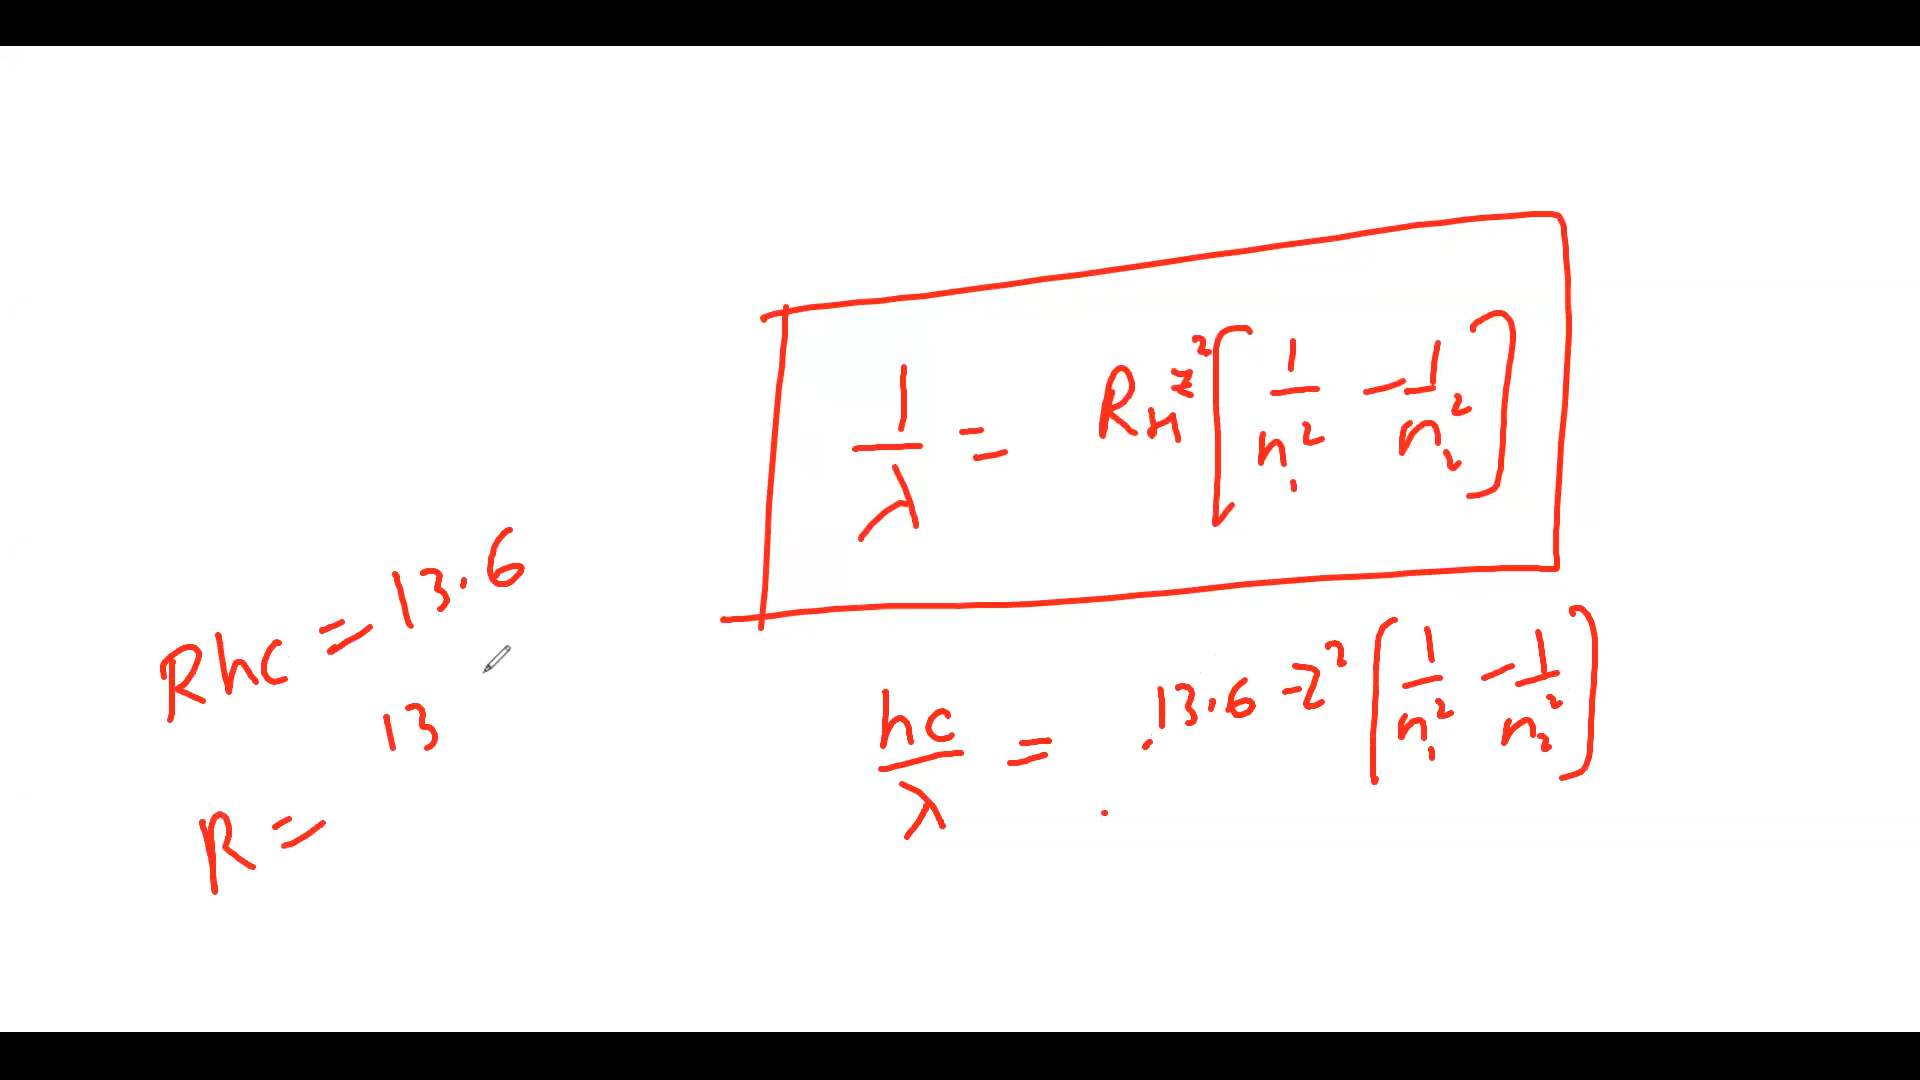 1/λ = R_H z² [1/n₁² - 1/n₂²]
Rhc = 13.6
hc/λ = 13.6 z² [1/n₁² - 1/n₂²]
13
R =